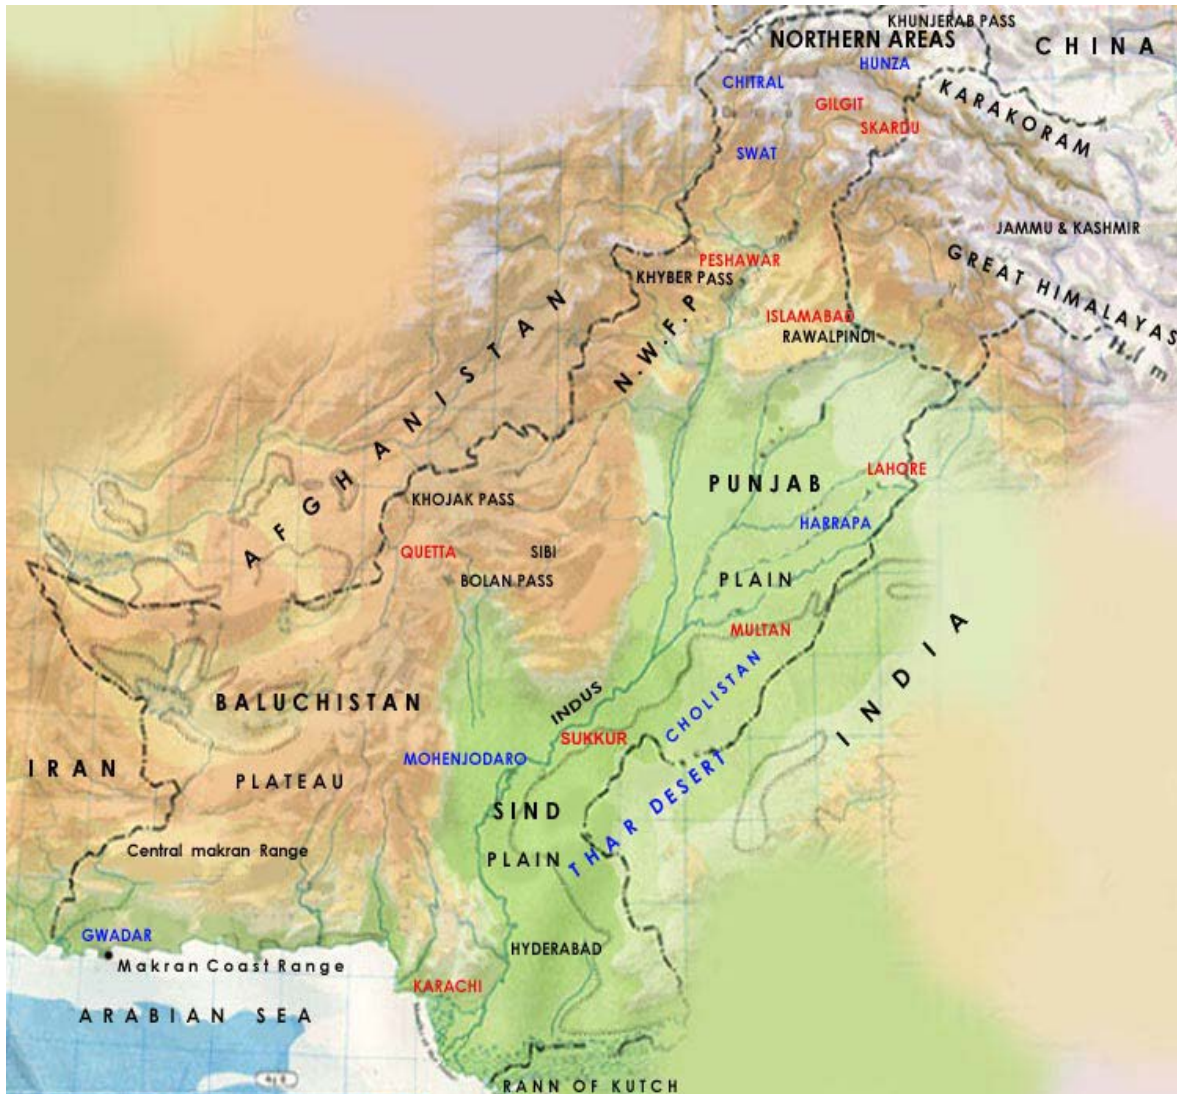 KHUNJERAB PASS
NORTHERN AREAS
CHINA
HUNZA
CHITRAL
GILGIT
KARAKORAM
SKARDU
SWAT
JAMMU & KASHMIR
GREAT HIMALAYAS
PESHAWAR
KHYBER PASS
AFGHANISTAN
N.W.F.P
ISLAMABAD
RAWALPINDI
LAHORE
PUNJAB
KHOJAK PASS
HARRAPA
QUETTA
SIBI
BOLAN PASS
PLAIN
MULTAN
INDIA
CHOLISTAN
BALUCHISTAN
INDUS
SUKKUR
MOHENJODARO
IRAN
PLATEAU
THAR DESERT
SIND
PLAIN
Central makran Range
GWADAR
HYDERABAD
Makran Coast Range
KARACHI
ARABIAN SEA
RANN OF KUTCH